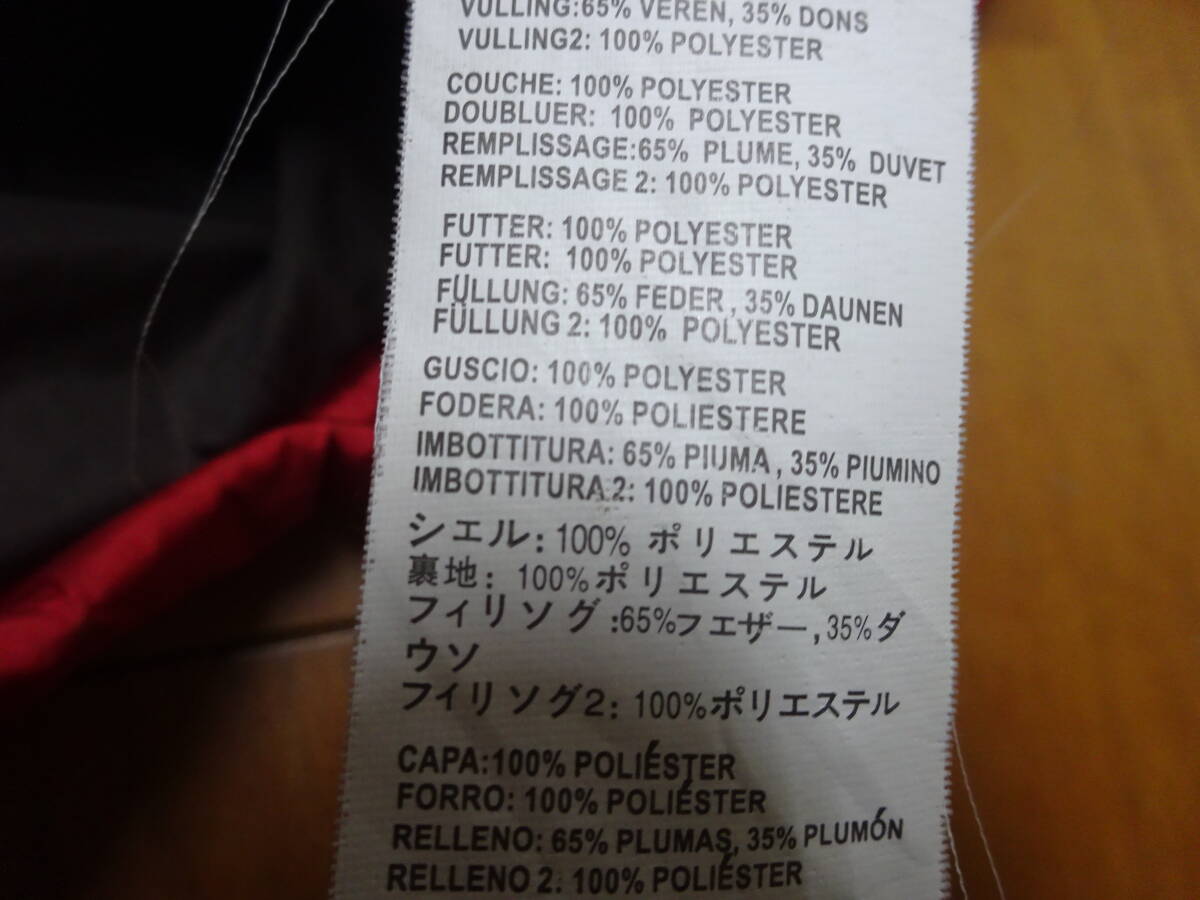 VULLING:65% VEREN, 35% DONS
VULLING2: 100% POLYESTER
COUCHE: 100% POLYESTER
DOUBLUER: 100% POLYESTER
REMPLISSAGE:65% PLUME, 35% DUVET
REMPLISSAGE 2: 100% POLYESTER
FUTTER: 100% POLYESTER
FUTTER: 100% POLYESTER
FÜLLUNG: 65% FEDER, 35% DAUNEN
FÜLLUNG 2: 100% POLYESTER
GUSCIO: 100% POLYESTER
FODERA: 100% POLIESTERE
IMBOTTITURA: 65% PIUMA, 35% PIUMINO
IMBOTTITURA 2: 100% POLIESTERE
シエル: 100% ポリエステル
裏地: 100%ポリエステル
フィリソグ:65%フエザー,35%ダ
ウソ
フィリソグ2: 100%ポリエステル
CAPA:100% POLIÉSTER
FORRO: 100% POLIÉSTER
RELLENO: 65% PLUMAS, 35% PLUMÓN
RELLENO 2: 100% POLIÉSTER